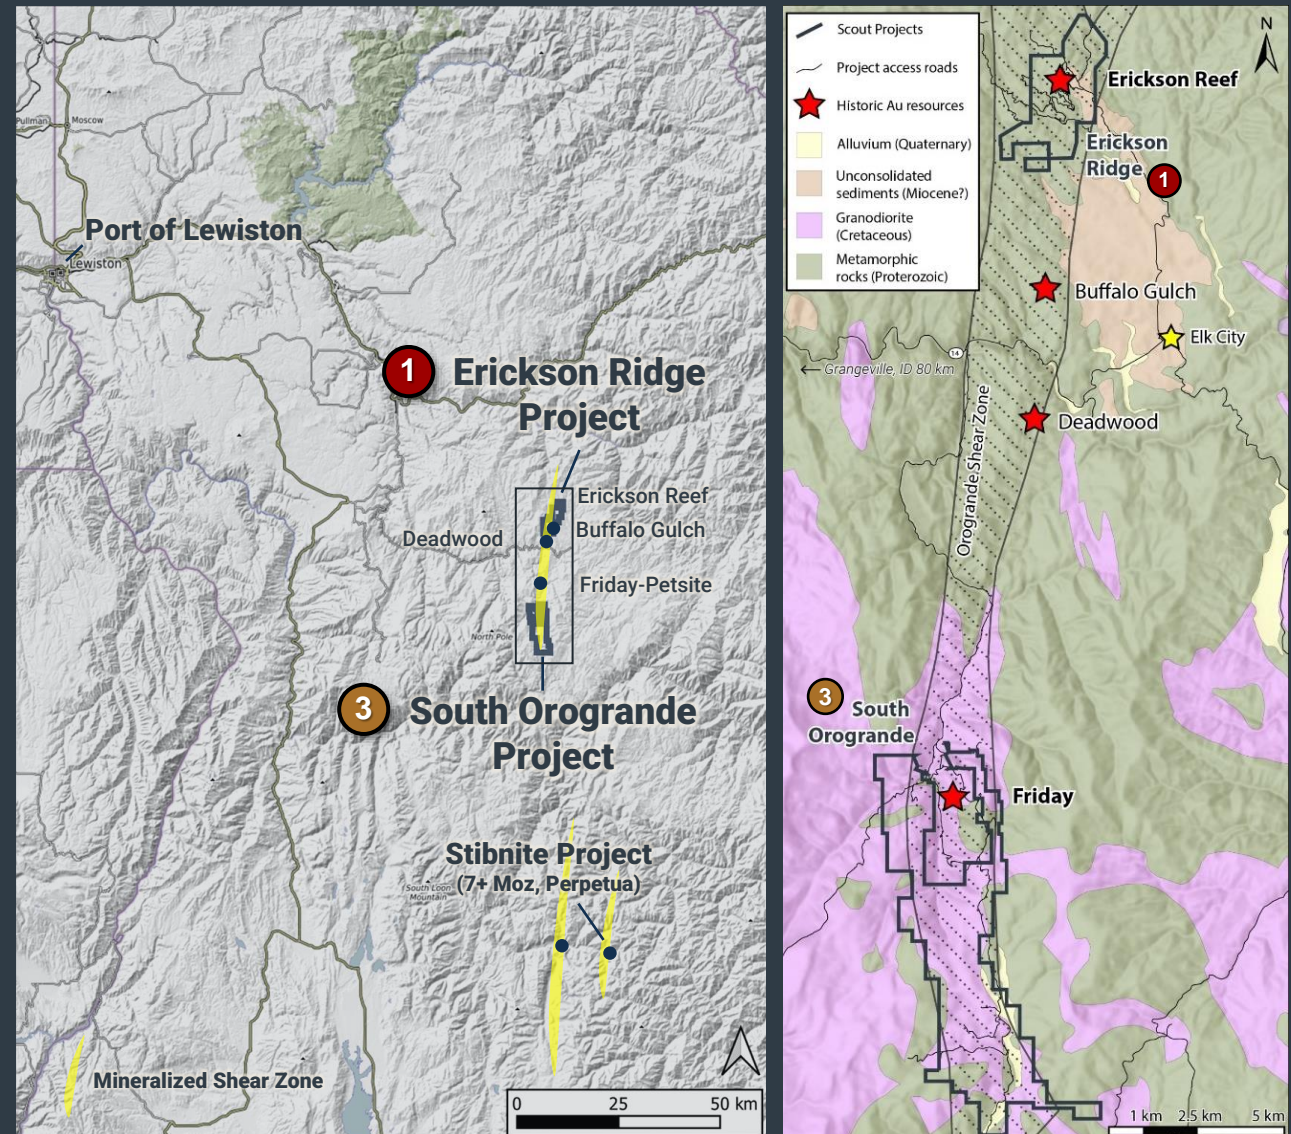 Pullman
Moscow
Port of Lewiston
Lewiston
1
Erickson Ridge
Project
Erickson Reef
Buffalo Gulch
Deadwood
Friday-Petsite
North Pole
3
South Orogrande
Project
Stibnite Project
(7+ Moz, Perpetua)
South Loon
Mountain
Mineralized Shear Zone
0 25 50 km
Scout Projects
Project access roads
Historic Au resources
Alluvium (Quaternary)
Unconsolidated
sediments (Miocene?)
Granodiorite
(Cretaceous)
Metamorphic
rocks (Proterozoic)
N
Erickson Reef
Erickson
Ridge
1
Buffalo Gulch
Elk City
14
Grangeville, ID 80 km
Deadwood
Orogrande Shear Zone
3
South
Orogrande
Friday
1 km 2.5 km 5 km